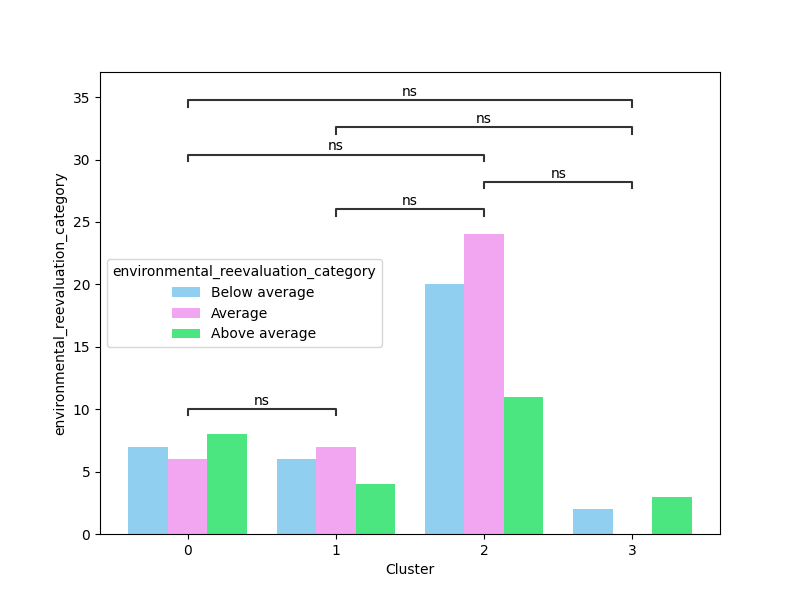 ns
ns
ns
ns
ns
ns
35
30
25
20
15
10
5
0
environmental_reevaluation_category
environmental_reevaluation_category
Below average
Average
Above average
0 1 2 3
Cluster